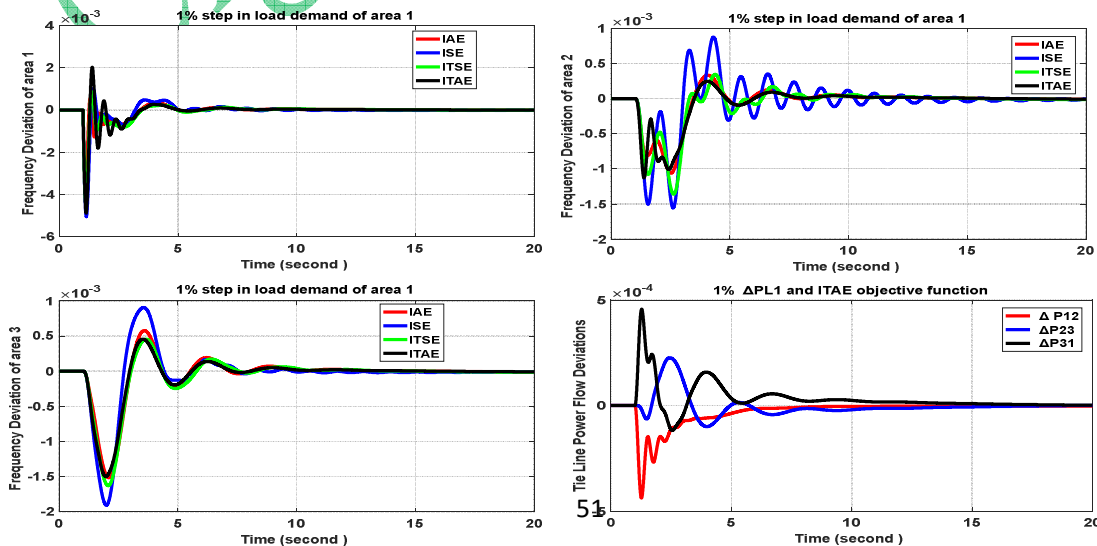 1% step in load demand of area 1
×10-3
Frequency Deviation of area 1
4
2
0
-2
-4
-6
IAE
ISE
ITSE
ITAE
0 5 10 15 20
Time (second )
1% step in load demand of area 1
×10-3
Frequency Deviation of area 2
1
0.5
0
-0.5
-1
-1.5
-2
IAE
ISE
ITSE
ITAE
0 5 10 15 20
Time (second )
1% step in load demand of area 1
×10-3
Frequency Deviation of area 3
1
0.5
0
-0.5
-1
-1.5
-2
IAE
ISE
ITSE
ITAE
0 5 10 15 20
Time (second )
1% ΔPL1 and ITAE objective function
×10-4
Tie Line Power Flow Deviations
5
0
-5
Δ P12
ΔP23
ΔP31
0 5 10 15 20
Time (second )
51